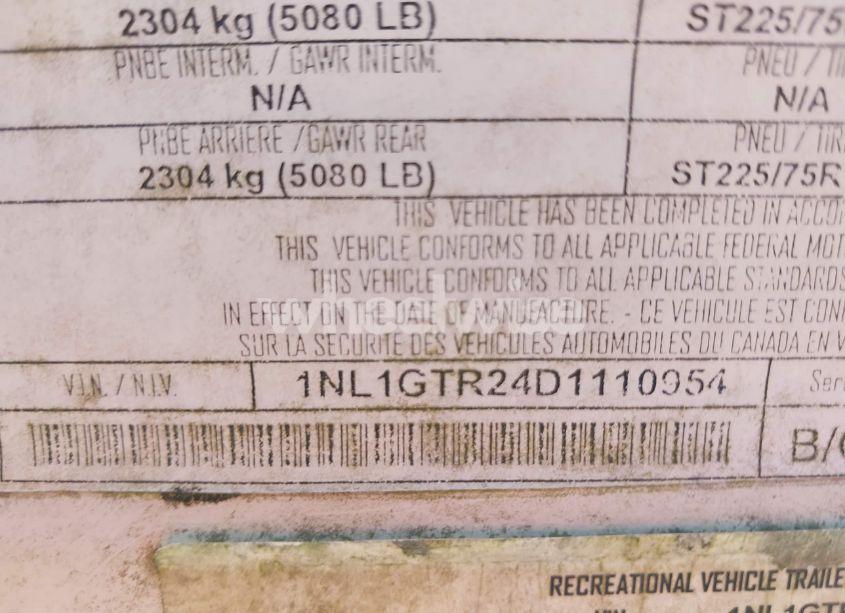 2304 kg (5080 LB) ST225/75
PNBE INTERM. / GAWR INTERM. PNEU / TI
N/A N/A
PNBE ARRIERE /GAWR REAR PNEU / TIR
2304 kg (5080 LB) ST225/75R
THIS VEHICLE HAS BEEN COMPLETED IN ACCO
THIS VEHICLE CONFORMS TO ALL APPLICABLE FEDERAL MOT
THIS VEHICLE CONFORMS TO ALL APPLICABLE STANDARDS
IN EFFECT ON THE DATE OF MANUFACTURE. - CE VEHICULE EST CON
SUR LA SECURITE DES VEHICULES AUTOMOBILES DU CANADA EN V
V.I.N. / N.I.V. 1NL1GTR24D1110954 Seri
B/
RECREATIONAL VEHICLE TRAILE
1NL1GT